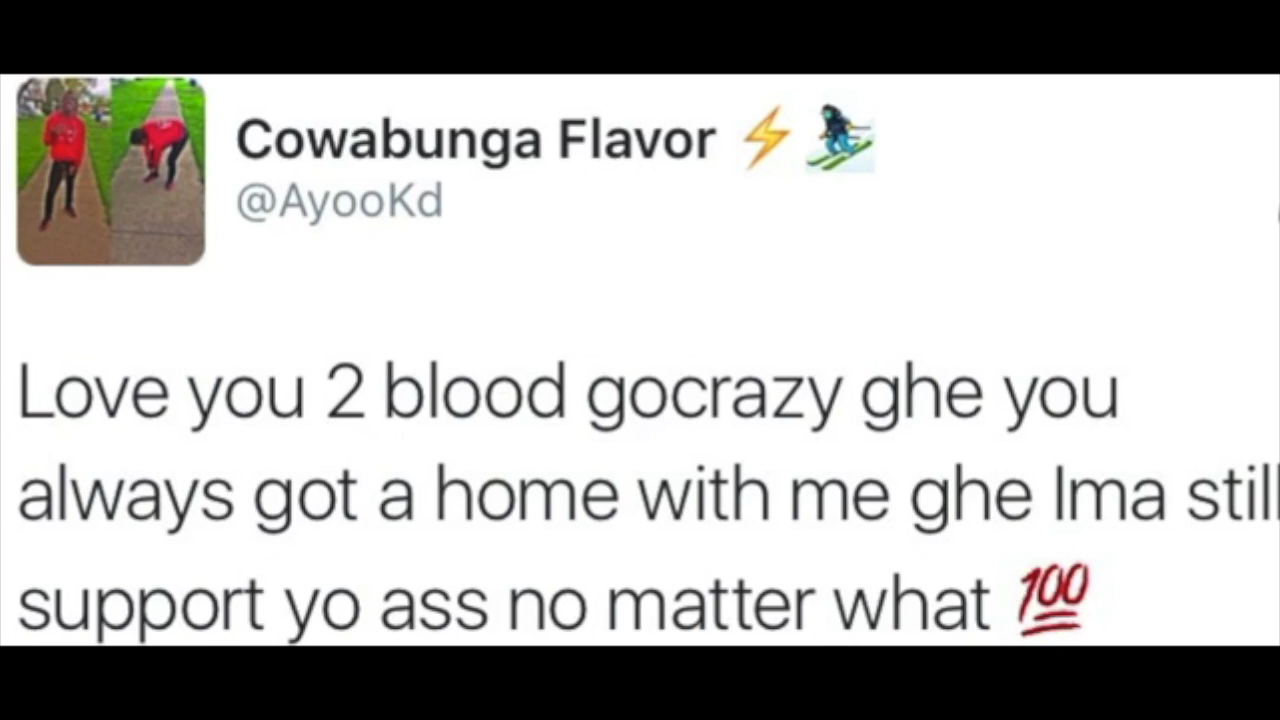 Cowabunga Flavor ⚡ ⛷
@AyooKd
Love you 2 blood gocrazy ghe you
always got a home with me ghe Ima still
support yo ass no matter what 💯